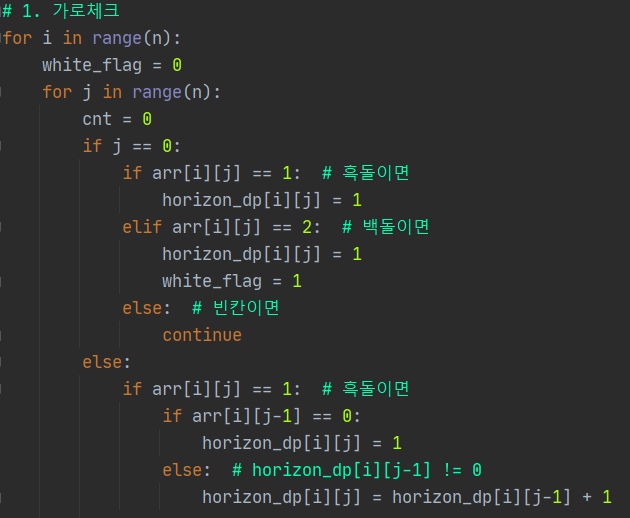 # 1. 가로체크
for i in range(n):
    white_flag = 0
    for j in range(n):
        cnt = 0
        if j == 0:
            if arr[i][j] == 1:  # 흑돌이면
                horizon_dp[i][j] = 1
            elif arr[i][j] == 2:  # 백돌이면
                horizon_dp[i][j] = 1
                white_flag = 1
            else:  # 빈칸이면
                continue
        else:
            if arr[i][j] == 1:  # 흑돌이면
                if arr[i][j-1] == 0:
                    horizon_dp[i][j] = 1
                else:  # horizon_dp[i][j-1] != 0
                    horizon_dp[i][j] = horizon_dp[i][j-1] + 1